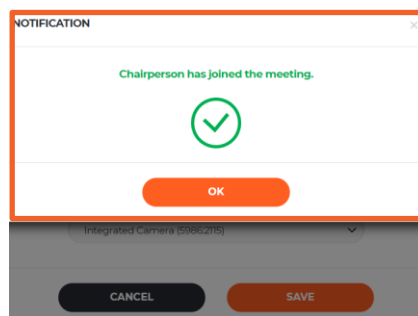 NOTIFICATION ×
Chairperson has joined the meeting.
OK
Integrated Camera (5986:2115)
CANCEL SAVE